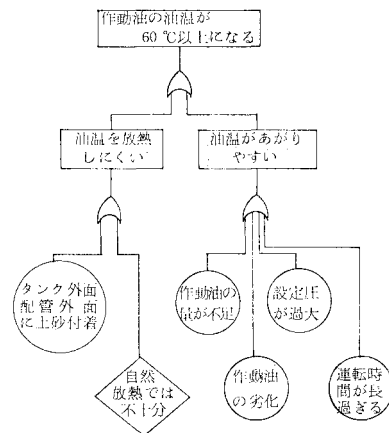 作動油の油温が
60℃以上になる
油温を放熱
しにくい
油温があがり
やすい
タンク外面
配管外面
に土砂付着
作動油の
量が不足
設定圧
が過大
自然
放熱では
不十分
作動油
の劣化
運転時
間が長
過ぎる